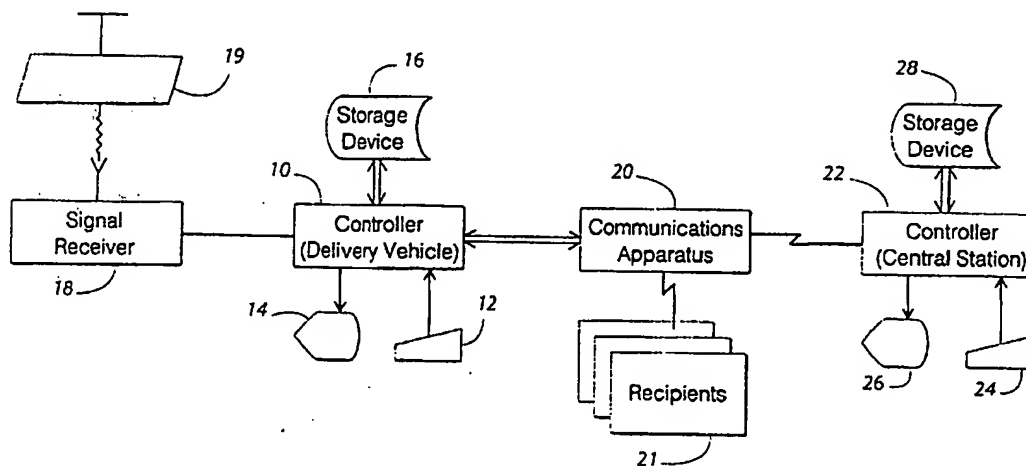 19
16
28
Storage
Device
Storage
Device
10
20
22
Signal
Receiver
Controller
(Delivery Vehicle)
Communications
Apparatus
Controller
(Central Station)
18
14
12
26
24
Recipients
21